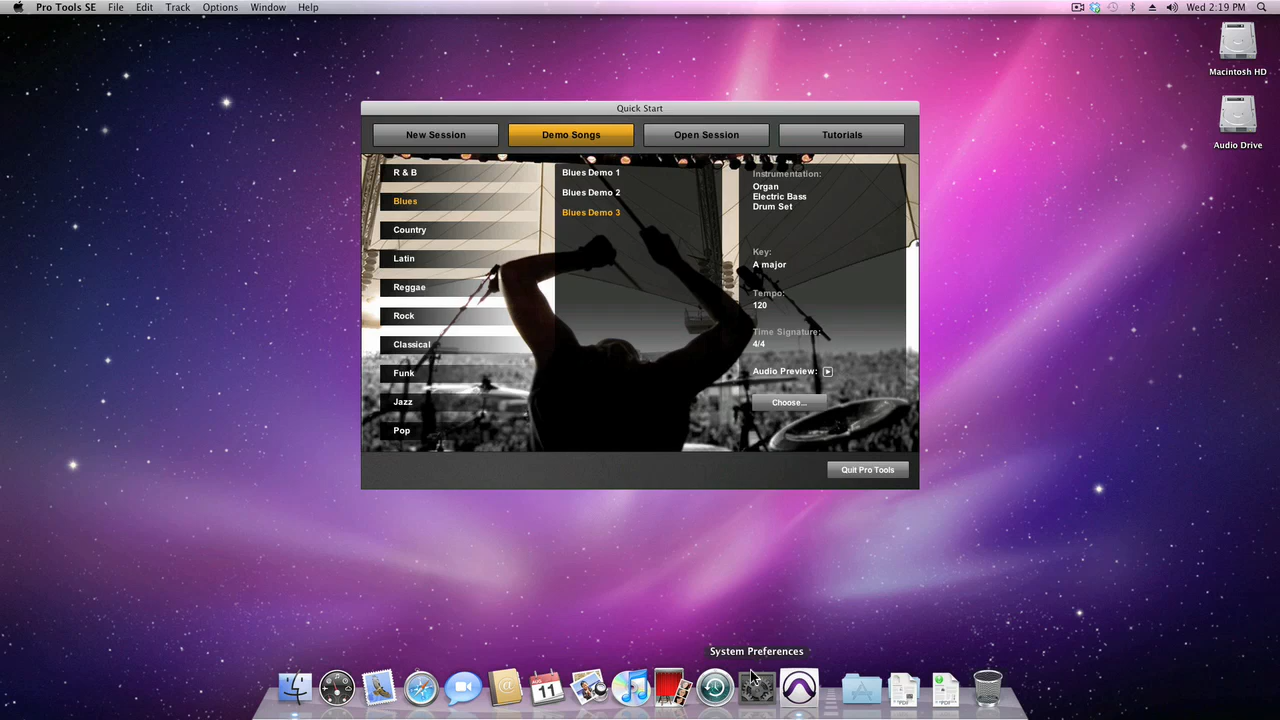 Pro Tools SE File Edit Track Options Window Help Wed 2:19 PM
Macintosh HD
Audio Drive
Quick Start
New Session Demo Songs Open Session Tutorials
R & B
Blues
Country
Latin
Reggae
Rock
Classical
Funk
Jazz
Pop
Blues Demo 1
Blues Demo 2
Blues Demo 3
Instrumentation:
Organ
Electric Bass
Drum Set
Key:
A major
Tempo:
120
Time Signature:
4/4
Audio Preview:
Choose...
Quit Pro Tools
System Preferences
11
PDF
PDF